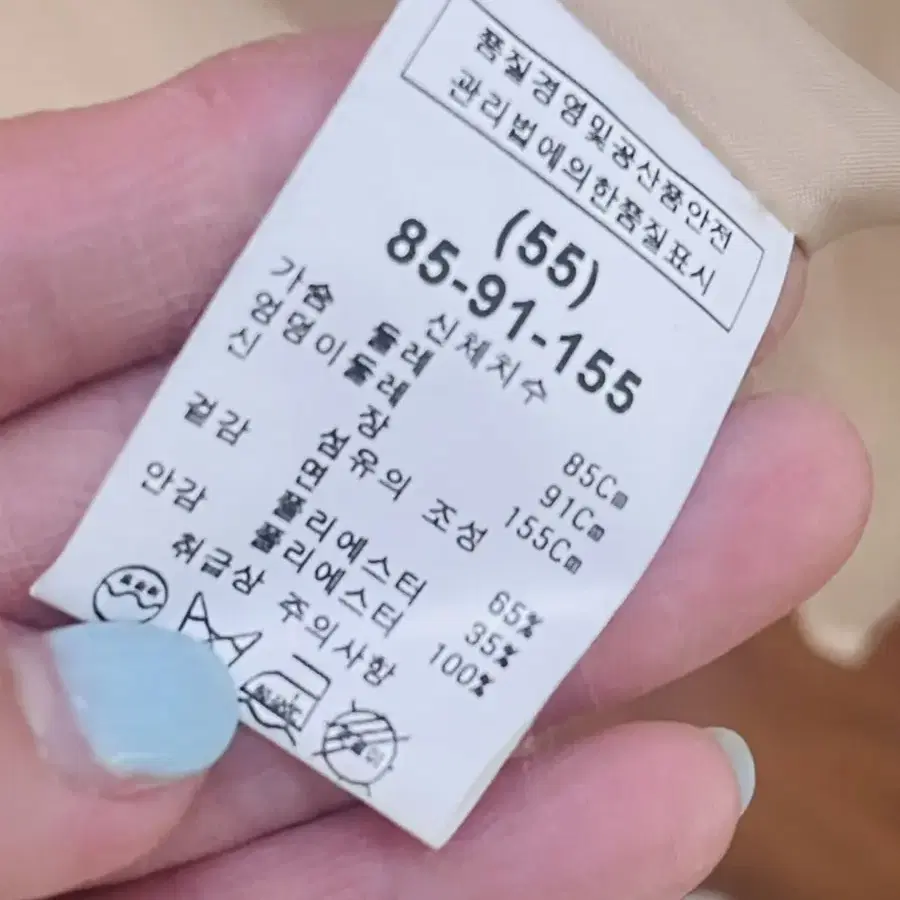 품질경영및공산품안전
관리법에의한품질표시
(55)
85-91-155
신체치수
가슴 둘레 85Cm
엉덩이둘레 91Cm
신 장 155Cm
섬유의 조성
겉감 면 65%
폴리에스터 35%
안감 폴리에스터 100%
취급상 주의사항